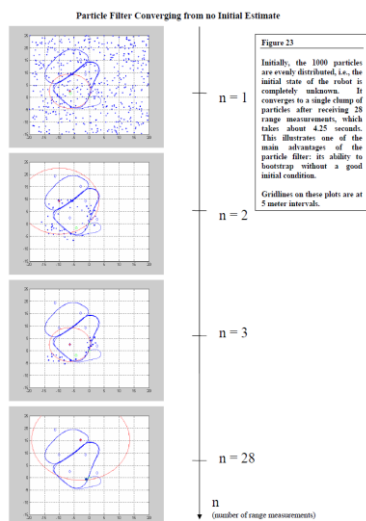 Particle Filter Converging from no Initial Estimate
Figure 23
Initially, the 1000 particles
are evenly distributed, i.e., the
initial state of the robot is
completely unknown. It
converges to a single clump of
particles after receiving 28
range measurements, which
takes about 4.25 seconds.
This illustrates one of the
main advantages of the
particle filter: its ability to
bootstrap without a good
initial condition.
Gridlines on these plots are at
5 meter intervals.
n = 1
n = 2
n = 3
n = 28
n
(number of range measurements)